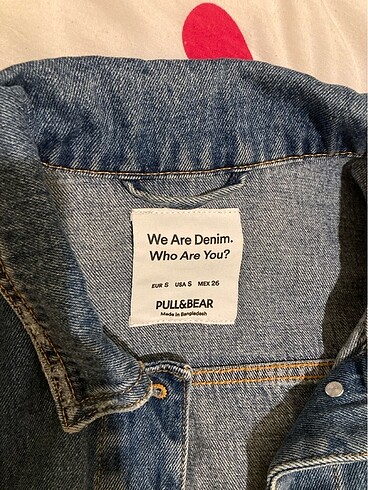 We Are Denim.
Who Are You?
EUR S USA S MEX 26
PULL&BEAR
Made in Bangladesh